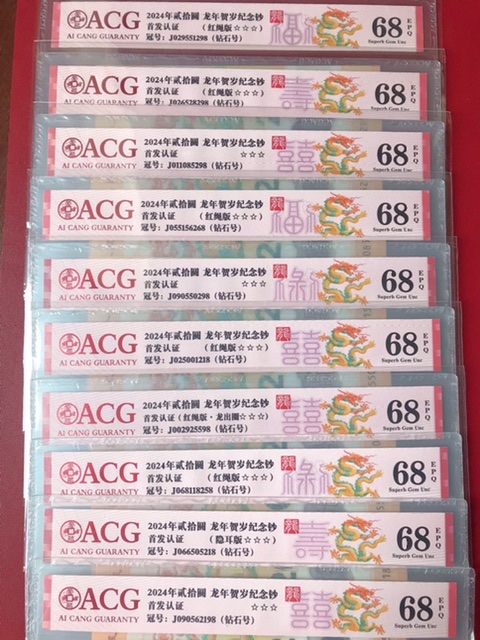 ACG
AI CANG GUARANTY
2024年贰拾圆 龙年贺岁纪念钞
首发认证 (红绳版☆☆☆)
冠号: J029551298 (钻石号)
福
68 EPQ
Superb Gem Unc
ACG
AI CANG GUARANTY
2024年贰拾圆 龙年贺岁纪念钞
首发认证 (红绳版☆☆☆)
冠号: J026528298 (钻石号)
壽
68 EPQ
Superb Gem Unc
ACG
AI CANG GUARANTY
2024年贰拾圆 龙年贺岁纪念钞
首发认证 ☆☆☆
冠号: J011085298 (钻石号)
囍
68 EPQ
Superb Gem Unc
ACG
AI CANG GUARANTY
2024年贰拾圆 龙年贺岁纪念钞
首发认证 (红绳版☆☆☆)
冠号: J055156268 (钻石号)
福
68 EPQ
Superb Gem Unc
ACG
AI CANG GUARANTY
2024年贰拾圆 龙年贺岁纪念钞
首发认证 ☆☆☆
冠号: J090550298 (钻石号)
禄
68 EPQ
Superb Gem Unc
ACG
AI CANG GUARANTY
2024年贰拾圆 龙年贺岁纪念钞
首发认证 (红绳版☆☆☆)
冠号: J025001218 (钻石号)
囍
68 EPQ
Superb Gem Unc
ACG
AI CANG GUARANTY
2024年贰拾圆 龙年贺岁纪念钞
首发认证 (红绳版·龙出圈☆☆☆)
冠号: J002925598 (钻石号)
囍
68 EPQ
Superb Gem Unc
ACG
AI CANG GUARANTY
2024年贰拾圆 龙年贺岁纪念钞
首发认证 (红绳版☆☆☆)
冠号: J068118258 (钻石号)
禄
68 EPQ
Superb Gem Unc
ACG
AI CANG GUARANTY
2024年贰拾圆 龙年贺岁纪念钞
首发认证 (隐耳版☆☆☆)
冠号: J066505218 (钻石号)
壽
68 EPQ
Superb Gem Unc
ACG
AI CANG GUARANTY
2024年贰拾圆 龙年贺岁纪念钞
首发认证 ☆☆☆
冠号: J090562198 (钻石号)
囍
68 EPQ
Superb Gem Unc